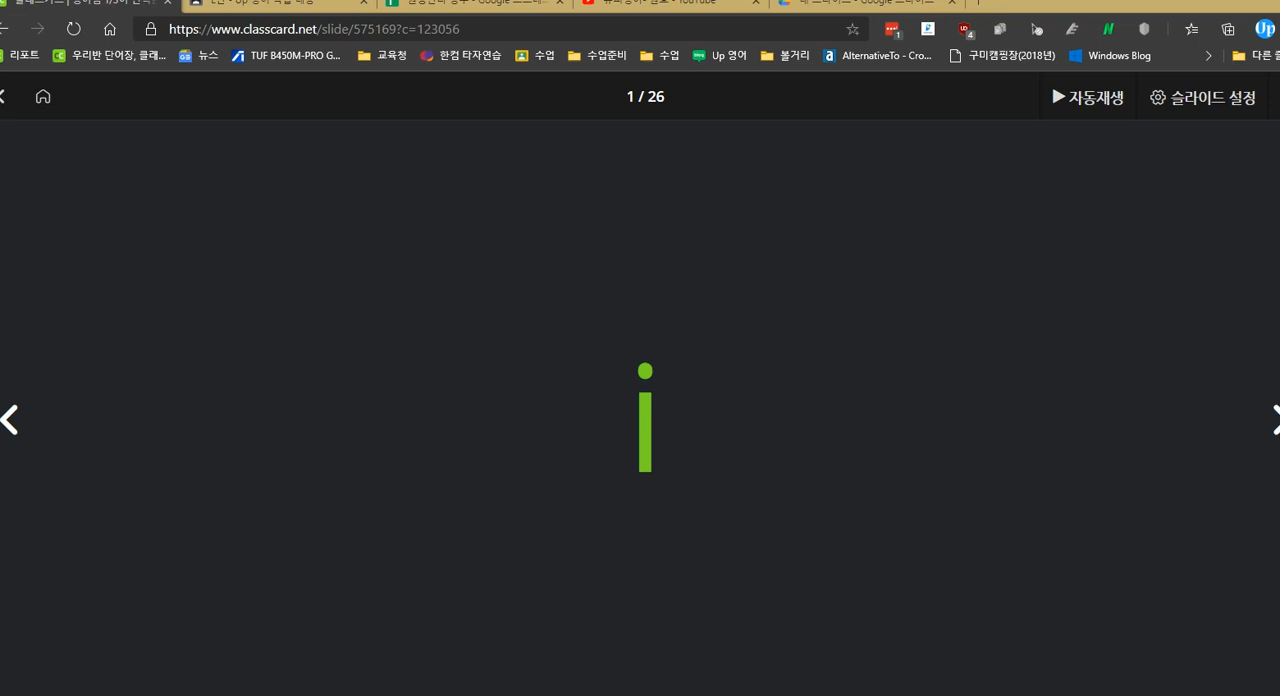 https://www.classcard.net/slide/575169?c=123056
리포트 우리반 단어장, 클래... 뉴스 TUF B450M-PRO G... 교육청 한컴 타자연습 수업 수업준비 수업 Up 영어 볼거리 AlternativeTo - Cro... 구미캠핑장(2018년) Windows Blog
1 / 26
자동재생 슬라이드 설정
i